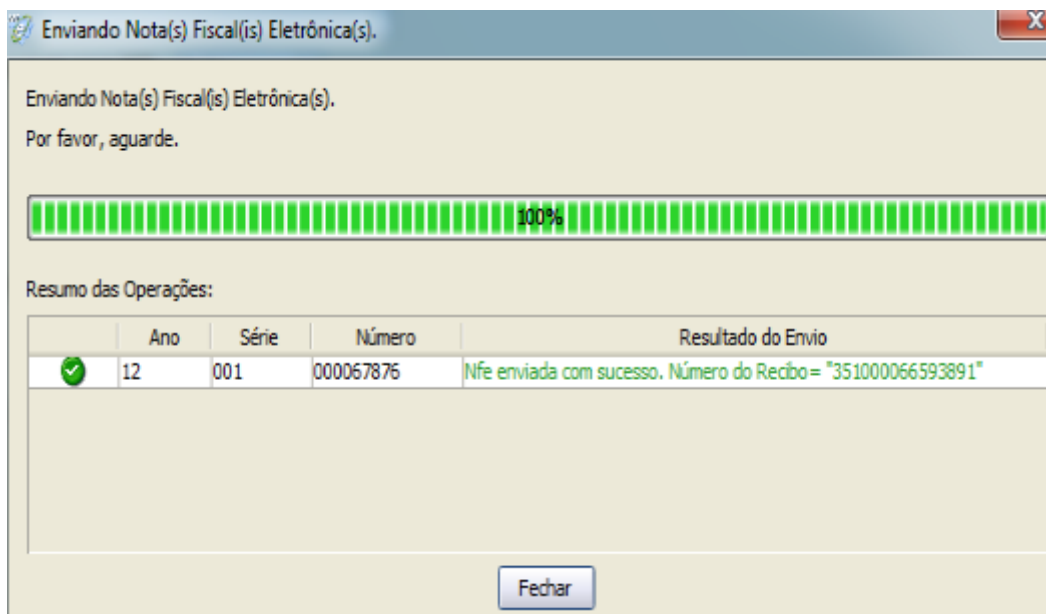 Enviando Nota(s) Fiscal(is) Eletrônica(s).
X
Enviando Nota(s) Fiscal(is) Eletrônica(s).
Por favor, aguarde.
100%
Resumo das Operações:
Ano Série Número Resultado do Envio
12 001 000067876 Nfe enviada com sucesso. Número do Recibo= "351000066593891"
Fechar